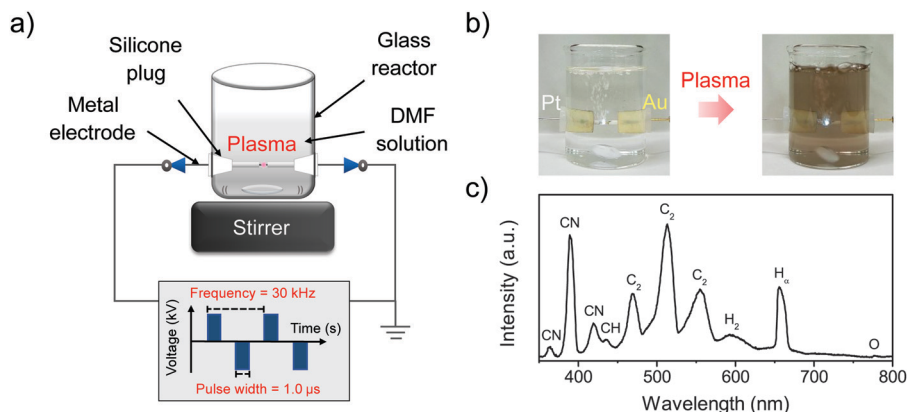 a)
Silicone
plug
Metal
electrode
Glass
reactor
DMF
solution
Plasma
Stirrer
Frequency = 30 kHz
Voltage (kV)
Time (s)
Pulse width = 1.0 µs
b)
Pt
Au
Plasma
c)
Intensity (a.u.)
CN
CN
CN
CH
C₂
C₂
C₂
H₂
Hα
O
400
500
600
700
800
Wavelength (nm)